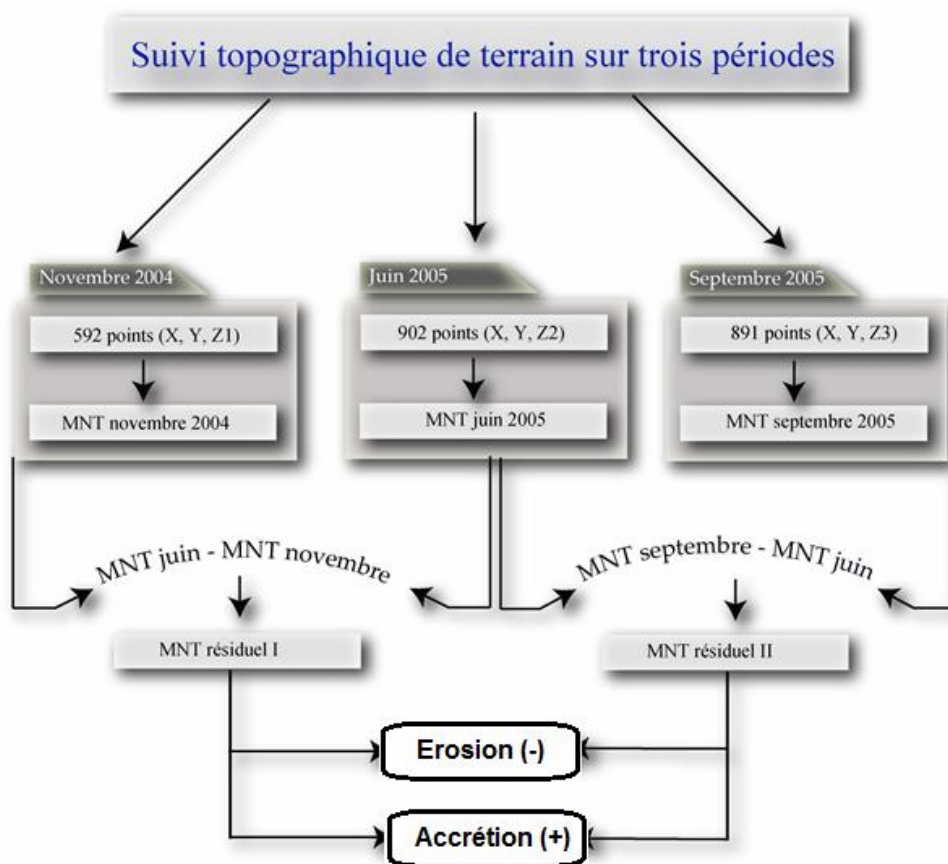 Suivi topographique de terrain sur trois périodes
Novembre 2004
Juin 2005
Septembre 2005
592 points (X, Y, Z1)
902 points (X, Y, Z2)
891 points (X, Y, Z3)
MNT novembre 2004
MNT juin 2005
MNT septembre 2005
MNT juin - MNT novembre
MNT septembre - MNT juin
MNT résiduel I
MNT résiduel II
Erosion (-)
Accrétion (+)